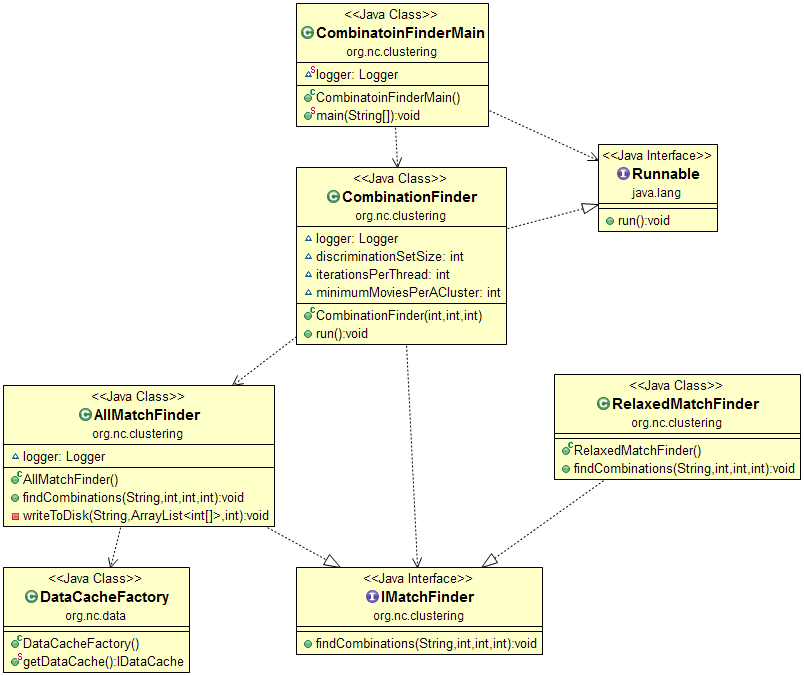 <<Java Class>>
CombinatoinFinderMain
org.nc.clustering
logger: Logger
CombinatoinFinderMain()
main(String[]):void
<<Java Interface>>
Runnable
java.lang
run():void
<<Java Class>>
CombinationFinder
org.nc.clustering
logger: Logger
discriminationSetSize: int
iterationsPerThread: int
minimumMoviesPerACluster: int
CombinationFinder(int,int,int)
run():void
<<Java Class>>
AllMatchFinder
org.nc.clustering
logger: Logger
AllMatchFinder()
findCombinations(String,int,int,int):void
writeToDisk(String,ArrayList<int[]>,int):void
<<Java Class>>
RelaxedMatchFinder
org.nc.clustering
RelaxedMatchFinder()
findCombinations(String,int,int,int):void
<<Java Class>>
DataCacheFactory
org.nc.data
DataCacheFactory()
getDataCache():IDataCache
<<Java Interface>>
IMatchFinder
org.nc.clustering
findCombinations(String,int,int,int):void